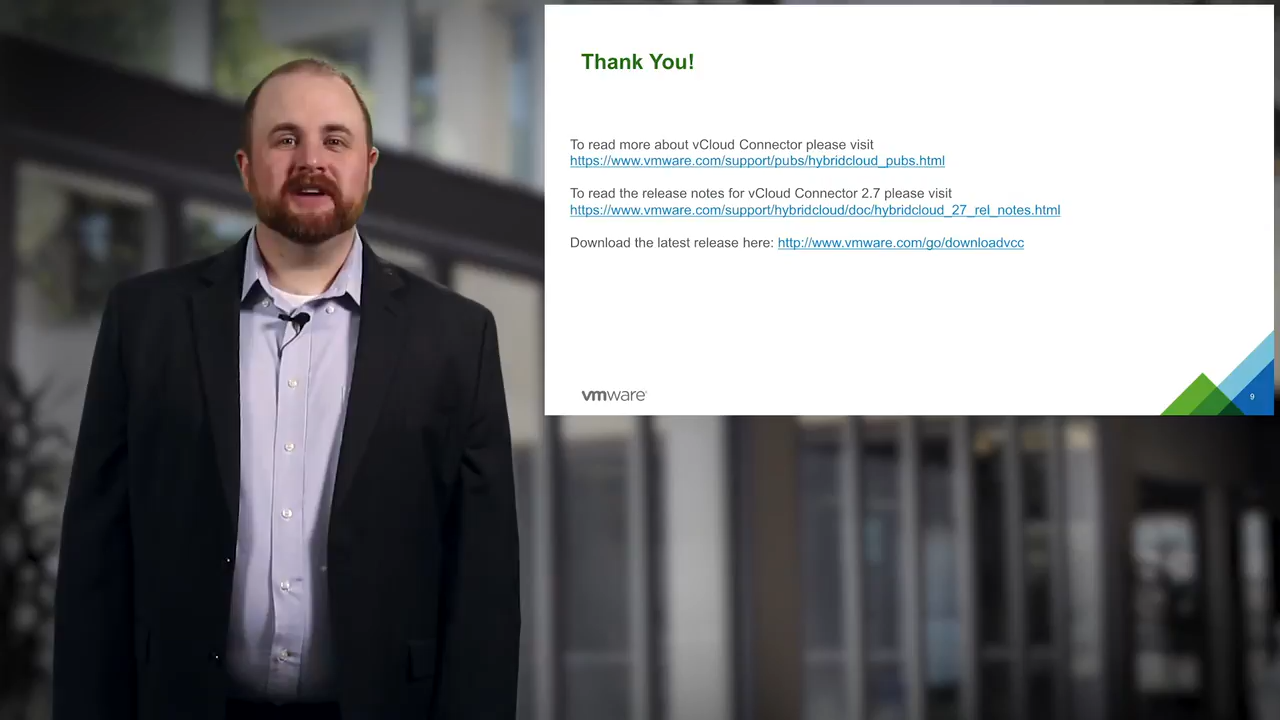 Thank You!
To read more about vCloud Connector please visit
https://www.vmware.com/support/pubs/hybridcloud_pubs.html
To read the release notes for vCloud Connector 2.7 please visit
https://www.vmware.com/support/hybridcloud/doc/hybridcloud_27_rel_notes.html
Download the latest release here: http://www.vmware.com/go/downloadvcc
vmware
9